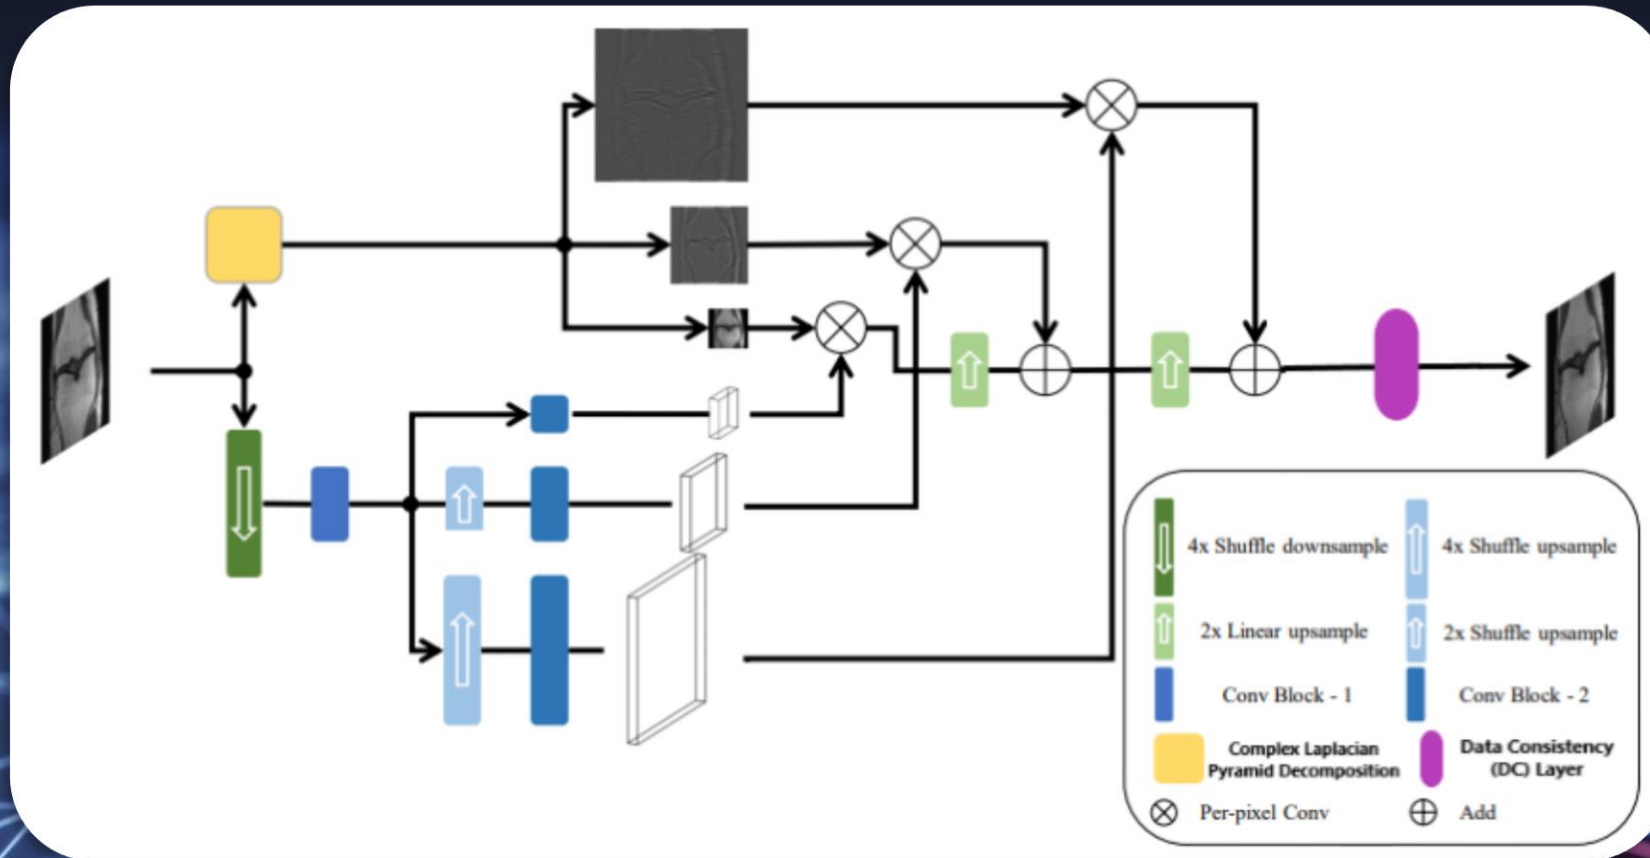 4x Shuffle downsample
4x Shuffle upsample
2x Linear upsample
2x Shuffle upsample
Conv Block - 1
Conv Block - 2
Complex Laplacian
Pyramid Decomposition
Data Consistency
(DC) Layer
Per-pixel Conv
Add